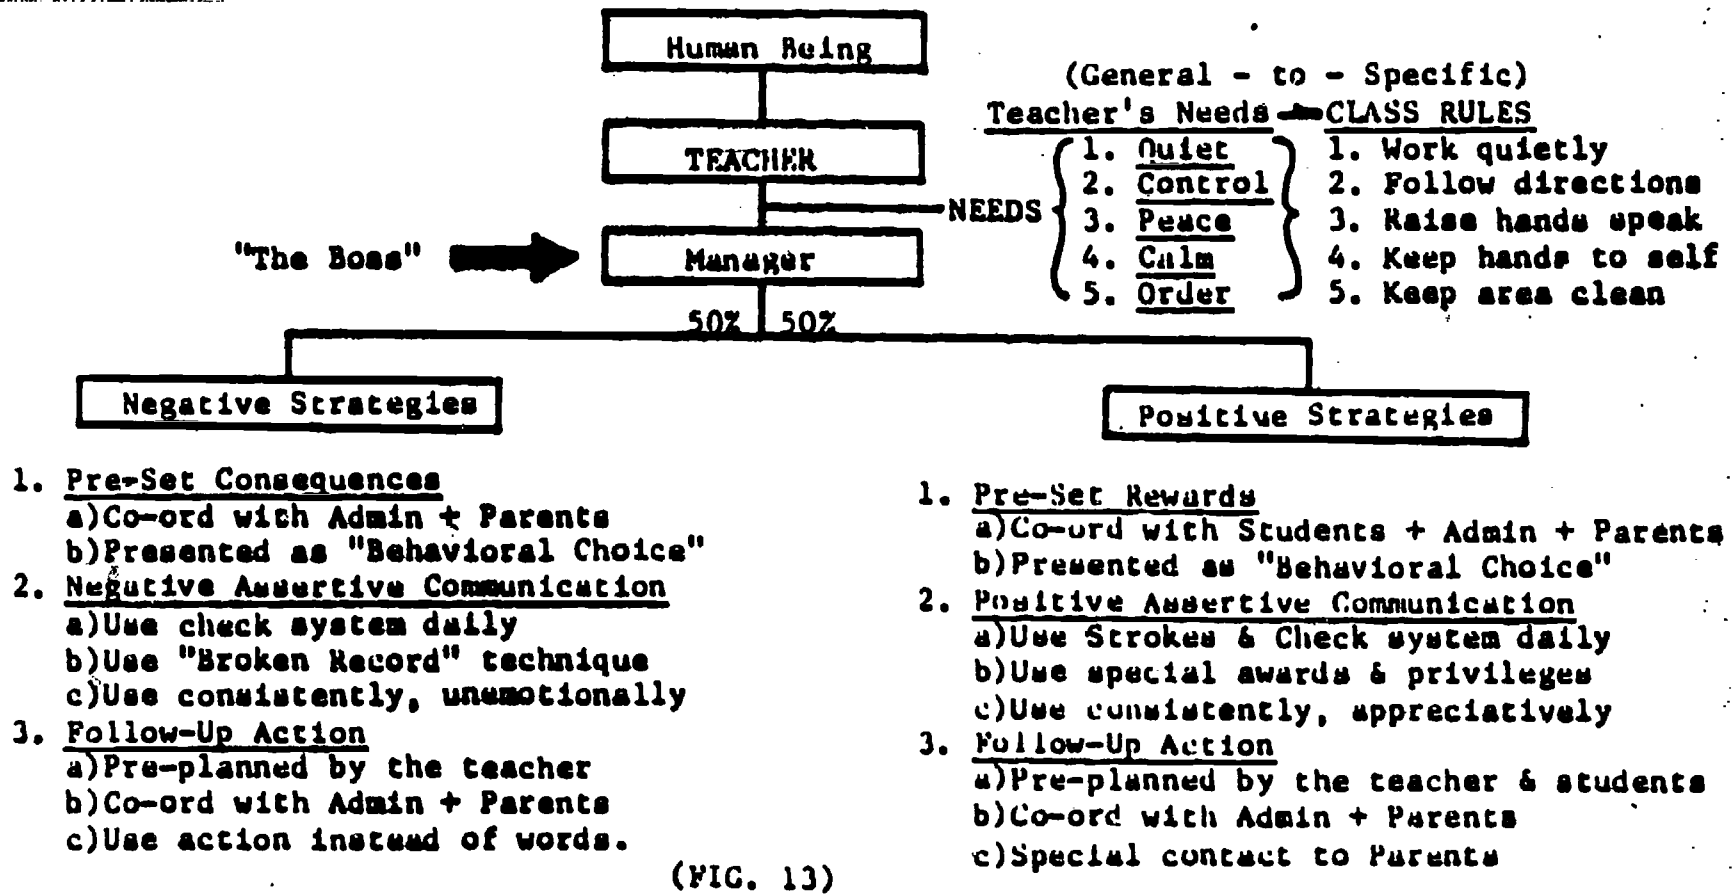 Human Being
TEACHER
"The Boss"
Manager
NEEDS
(General - to - Specific)
Teacher's Needs
CLASS RULES
1. Quiet
2. Control
3. Peace
4. Calm
5. Order
1. Work quietly
2. Follow directions
3. Raise hands speak
4. Keep hands to self
5. Keep area clean
50% 50%
Negative Strategies
1. Pre-Set Consequences
a)Co-ord with Admin + Parents
b)Presented as "Behavioral Choice"
2. Negative Assertive Communication
a)Use check system daily
b)Use "Broken Record" technique
c)Use consistently, unemotionally
3. Follow-Up Action
a)Pre-planned by the teacher
b)Co-ord with Admin + Parents
c)Use action instead of words.
Positive Strategies
1. Pre-Set Rewards
a)Co-ord with Students + Admin + Parents
b)Presented as "Behavioral Choice"
2. Positive Assertive Communication
a)Use Strokes & Check system daily
b)Use special awards & privileges
c)Use consistently, appreciatively
3. Follow-Up Action
a)Pre-planned by the teacher & students
b)Co-ord with Admin + Parents
c)Special contact to Parents
(FIG. 13)